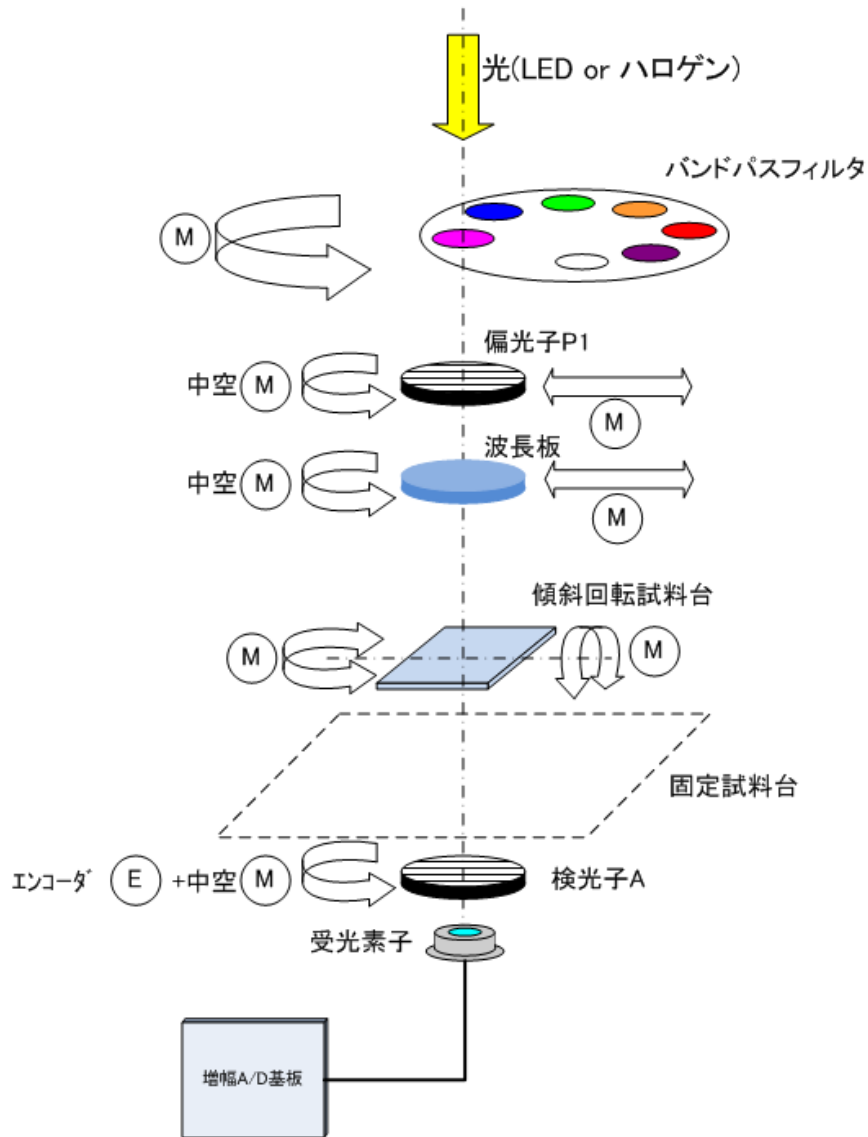 光(LED or ハロゲン)
バンドパスフィルタ
M
偏光子P1
中空 M
M
波長板
中空 M
M
傾斜回転試料台
M
M
固定試料台
エンコーダ E +中空 M
検光子A
受光素子
増幅A/D基板